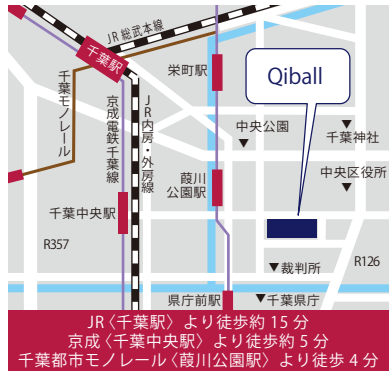 JR総武本線
千葉駅
栄町駅
Qiball
千葉モノレール
京成電鉄千葉線
JR内房・外房線
中央公園
千葉神社
葭川
公園駅
中央区役所
千葉中央駅
R357
R126
裁判所
県庁前駅
千葉県庁
JR〈千葉駅〉より徒歩約15分
京成〈千葉中央駅〉より徒歩約5分
千葉都市モノレール〈葭川公園駅〉より徒歩4分